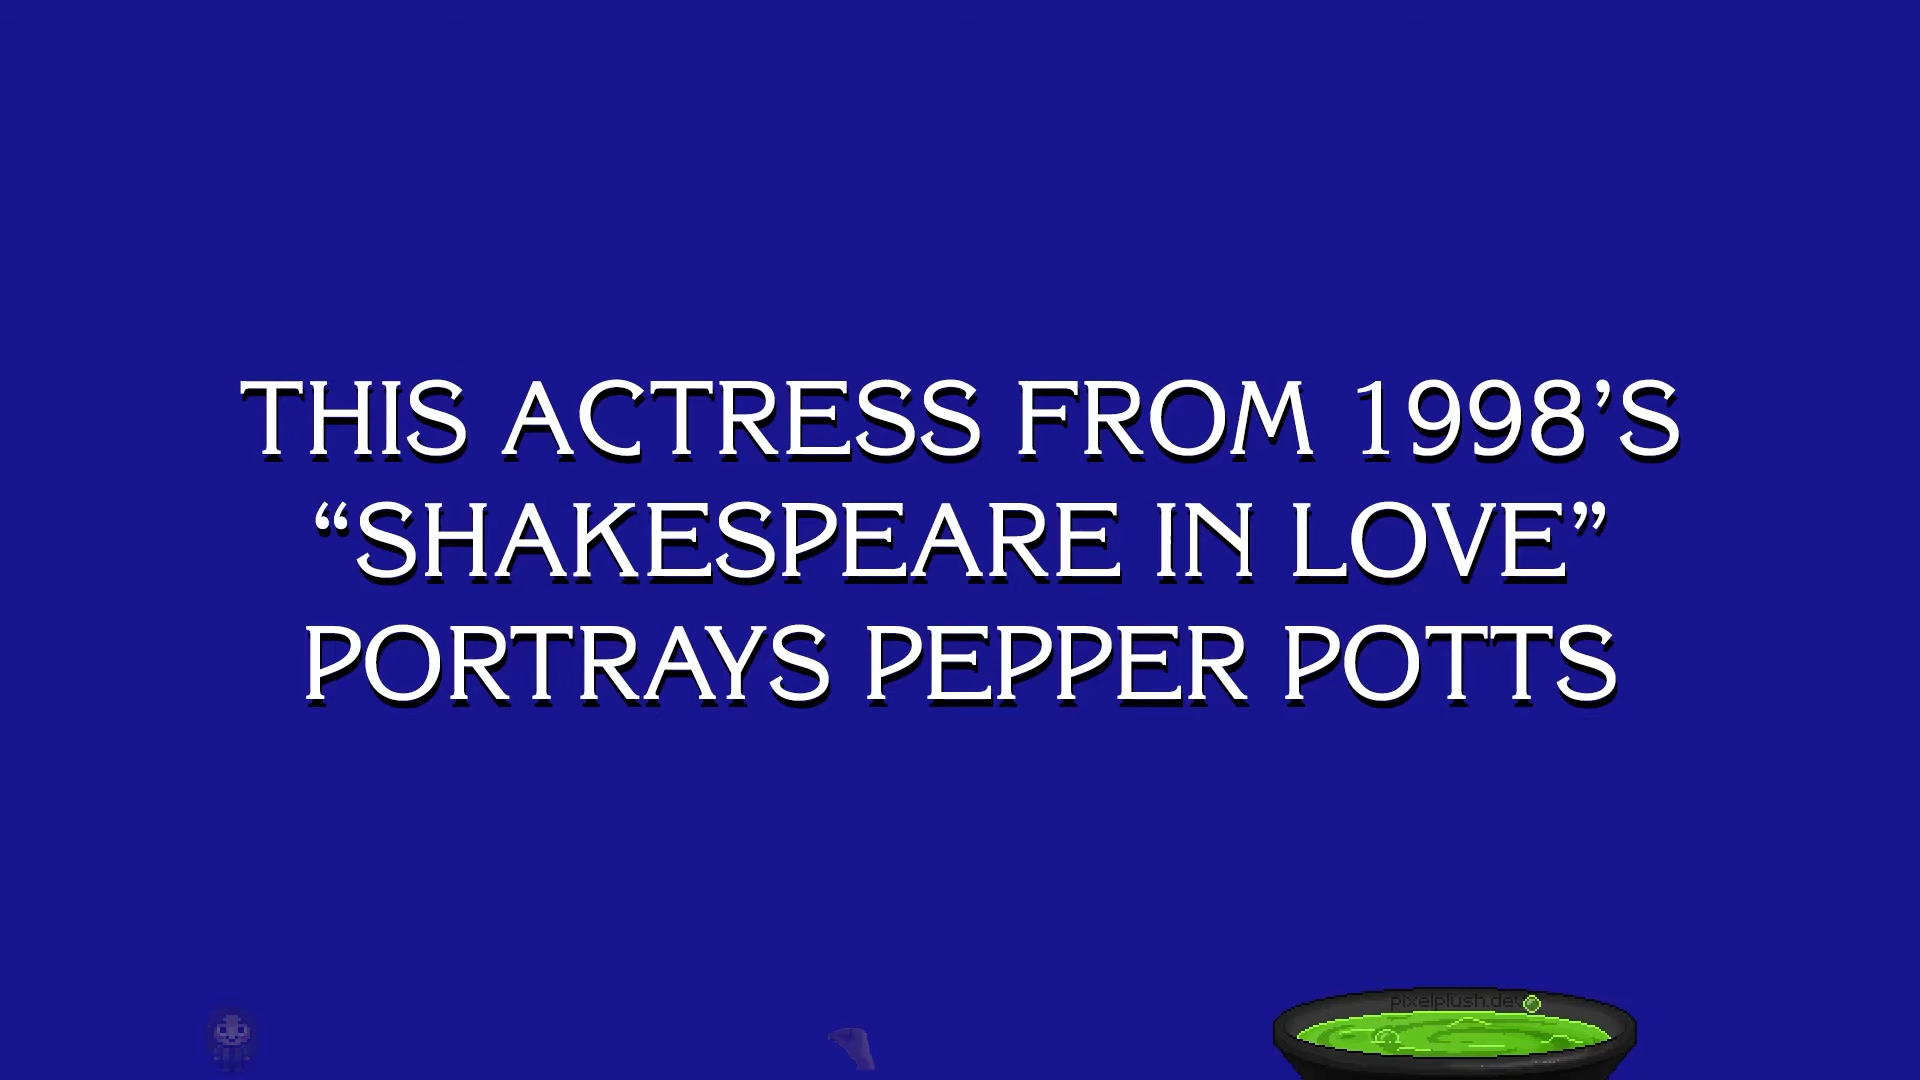 THIS ACTRESS FROM 1998’S
“SHAKESPEARE IN LOVE”
PORTRAYS PEPPER POTTS
pixelplush.dev